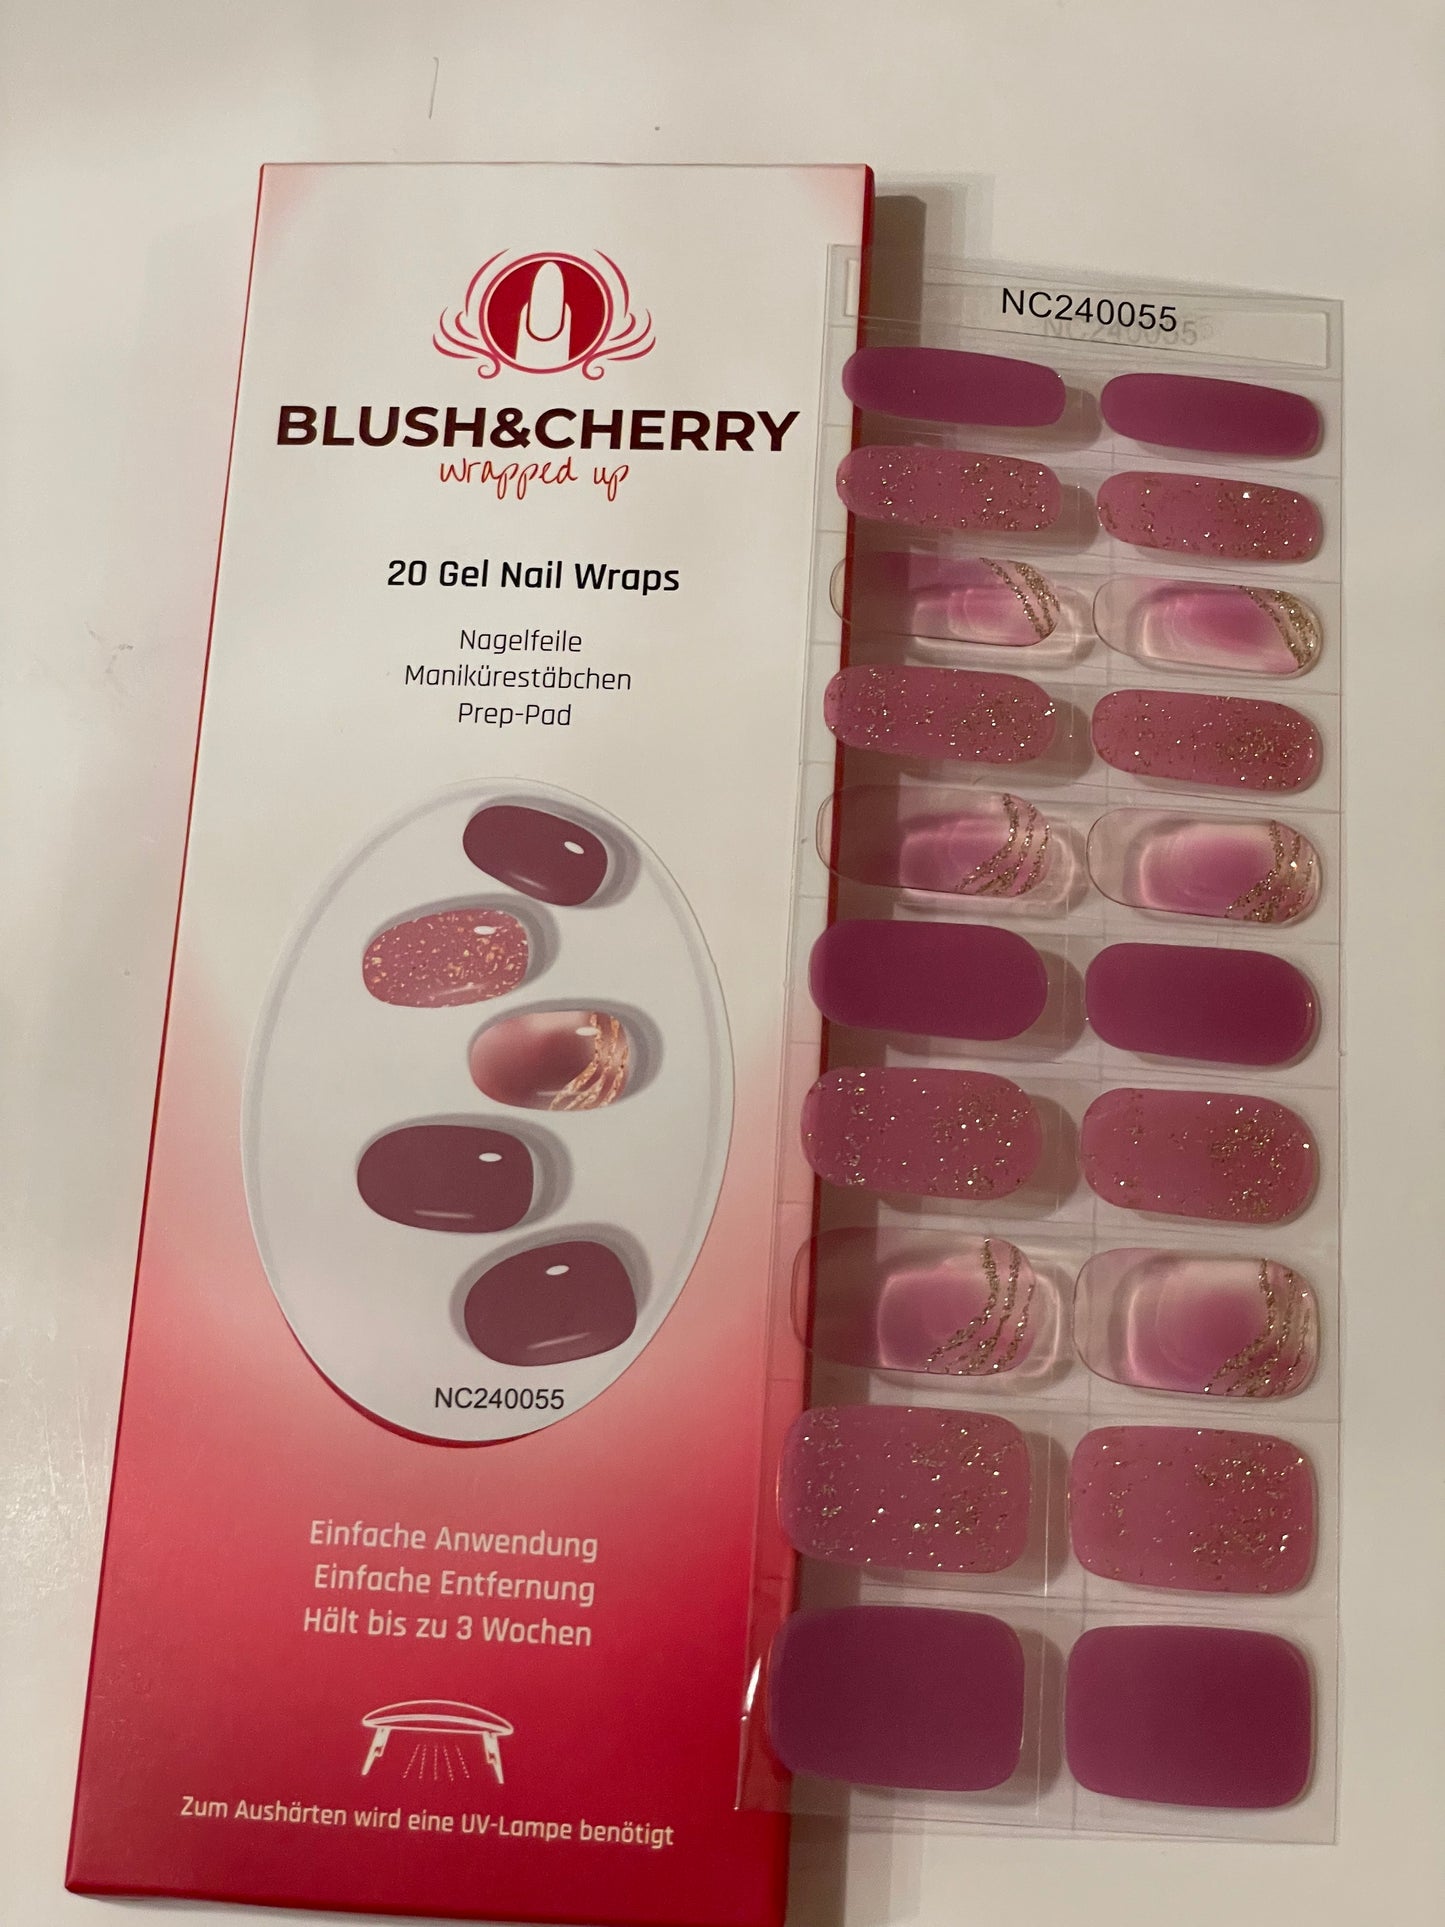 BLUSH&CHERRY
wrapped up
20 Gel Nail Wraps
Nagelfeile
Manikürestäbchen
Prep-Pad
NC240055
Einfache Anwendung
Einfache Entfernung
Hält bis zu 3 Wochen
Zum Aushärten wird eine UV-Lampe benötigt
NC240055